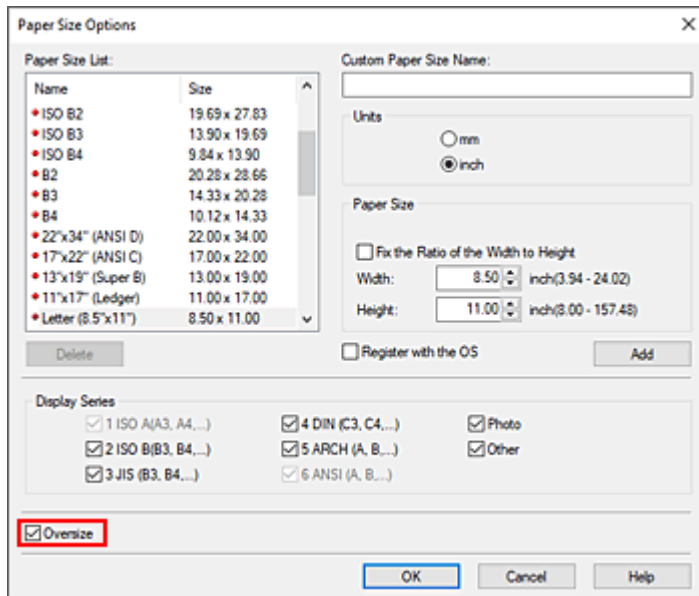 Paper Size Options
Paper Size List:
Name Size
ISO B2 19.69 x 27.83
ISO B3 13.90 x 19.69
ISO B4 9.84 x 13.90
B2 20.28 x 28.66
B3 14.33 x 20.28
B4 10.12 x 14.33
22"x34" (ANSI D) 22.00 x 34.00
17"x22" (ANSI C) 17.00 x 22.00
13"x19" (Super B) 13.00 x 19.00
11"x17" (Ledger) 11.00 x 17.00
Letter (8.5"x11") 8.50 x 11.00
Delete
Custom Paper Size Name:
Units
mm
inch
Paper Size
Fix the Ratio of the Width to Height
Width: 8.50 inch(3.94 - 24.02)
Height: 11.00 inch(8.00 - 157.48)
Register with the OS Add
Display Series
1 ISO A(A3, A4,...) 4 DIN (C3, C4,...) Photo
2 ISO B(B3, B4,...) 5 ARCH (A, B,...) Other
3 JIS (B3, B4,...) 6 ANSI (A, B,...)
Oversize
OK Cancel Help